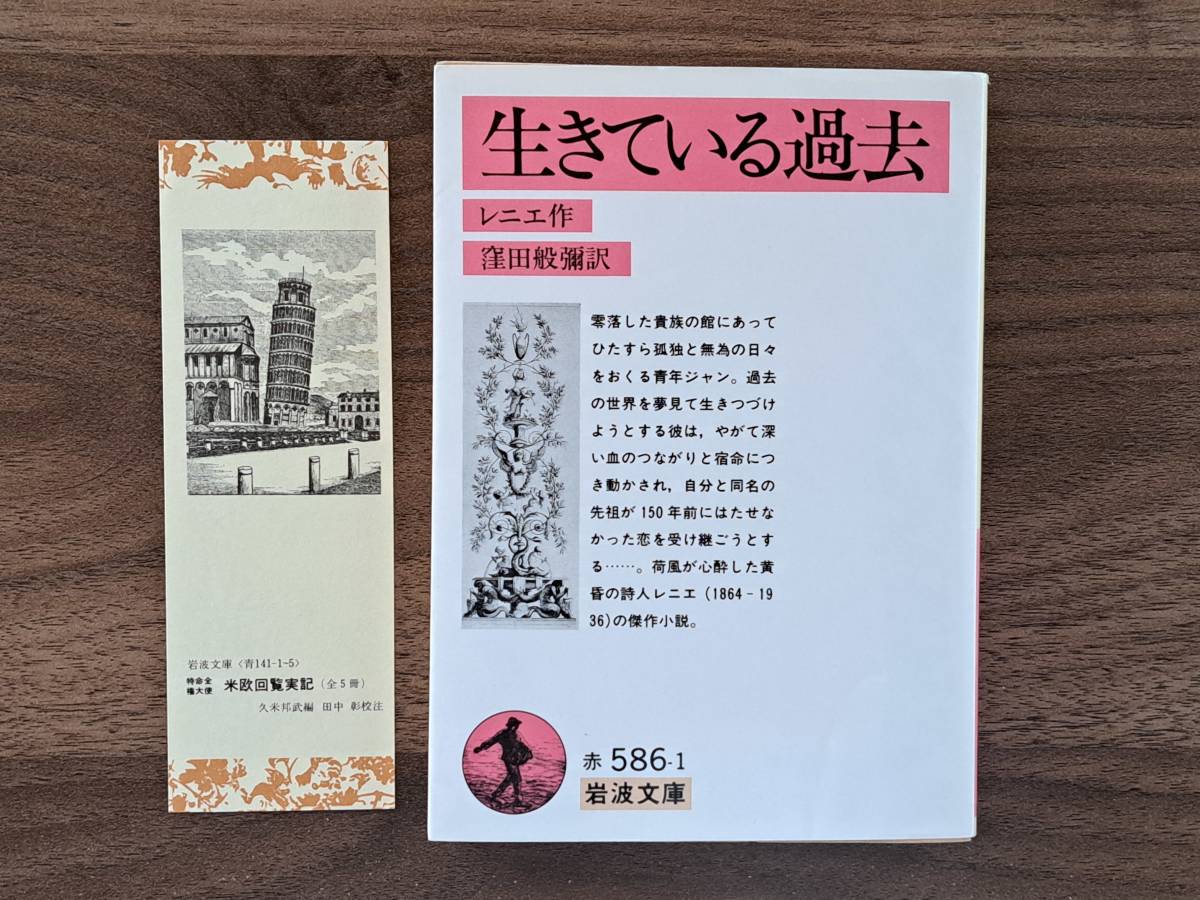 岩波文庫〈青141-1~5〉
特命全
権大使 米欧回覧実記(全5冊)
久米邦武編 田中 彰校注
生きている過去
レニエ作
窪田般彌訳
零落した貴族の館にあって
ひたすら孤独と無為の日々
をおくる青年ジャン。過去
の世界を夢見て生きつづけ
ようとする彼は，やがて深
い血のつながりと宿命につ
き動かされ，自分と同名の
先祖が150年前にはたせな
かった恋を受け継ごうとす
る……。荷風が心酔した黄
昏の詩人レニエ(1864‐19
36)の傑作小説。
赤 586-1
岩波文庫